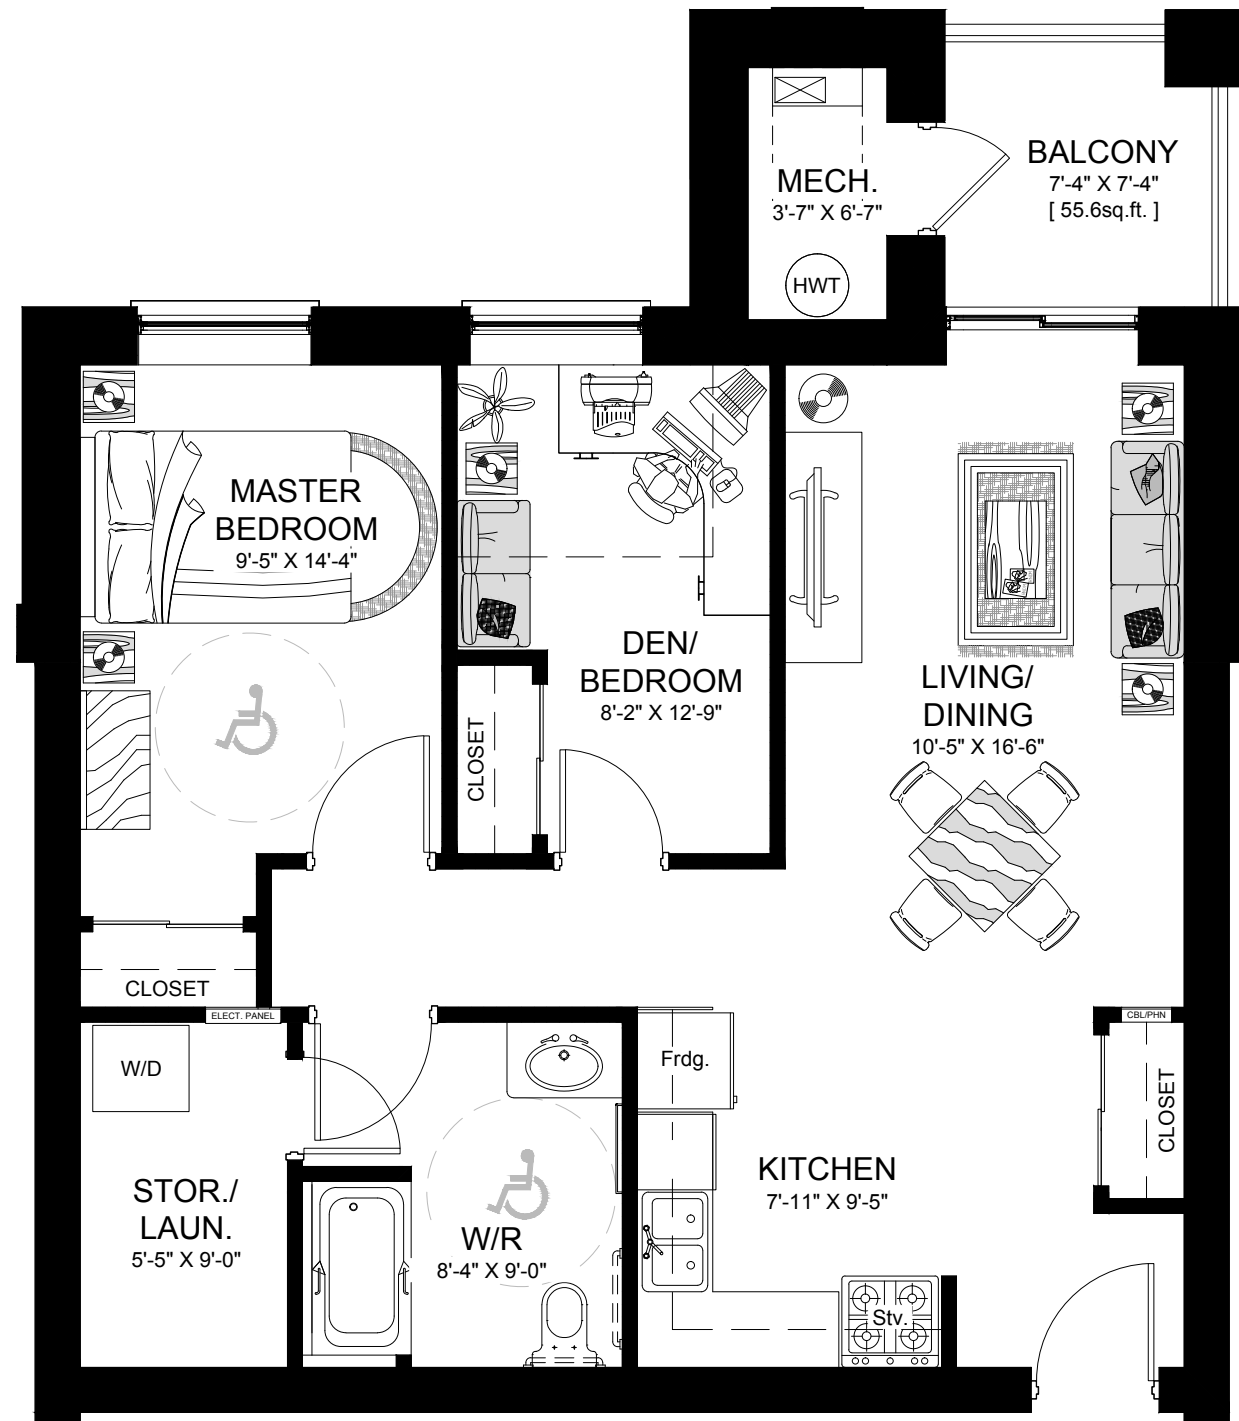 BALCONY
7'-4" X 7'-4"
[ 55.6sq.ft. ]
MECH.
3'-7" X 6'-7"
HWT
MASTER
BEDROOM
9'-5" X 14'-4"
DEN/
BEDROOM
8'-2" X 12'-9"
CLOSET
LIVING/
DINING
10'-5" X 16'-6"
CLOSET
ELECT. PANEL
CBL/PHN
W/D
Frdg.
CLOSET
STOR./
LAUN.
5'-5" X 9'-0"
W/R
8'-4" X 9'-0"
KITCHEN
7'-11" X 9'-5"
Stv.